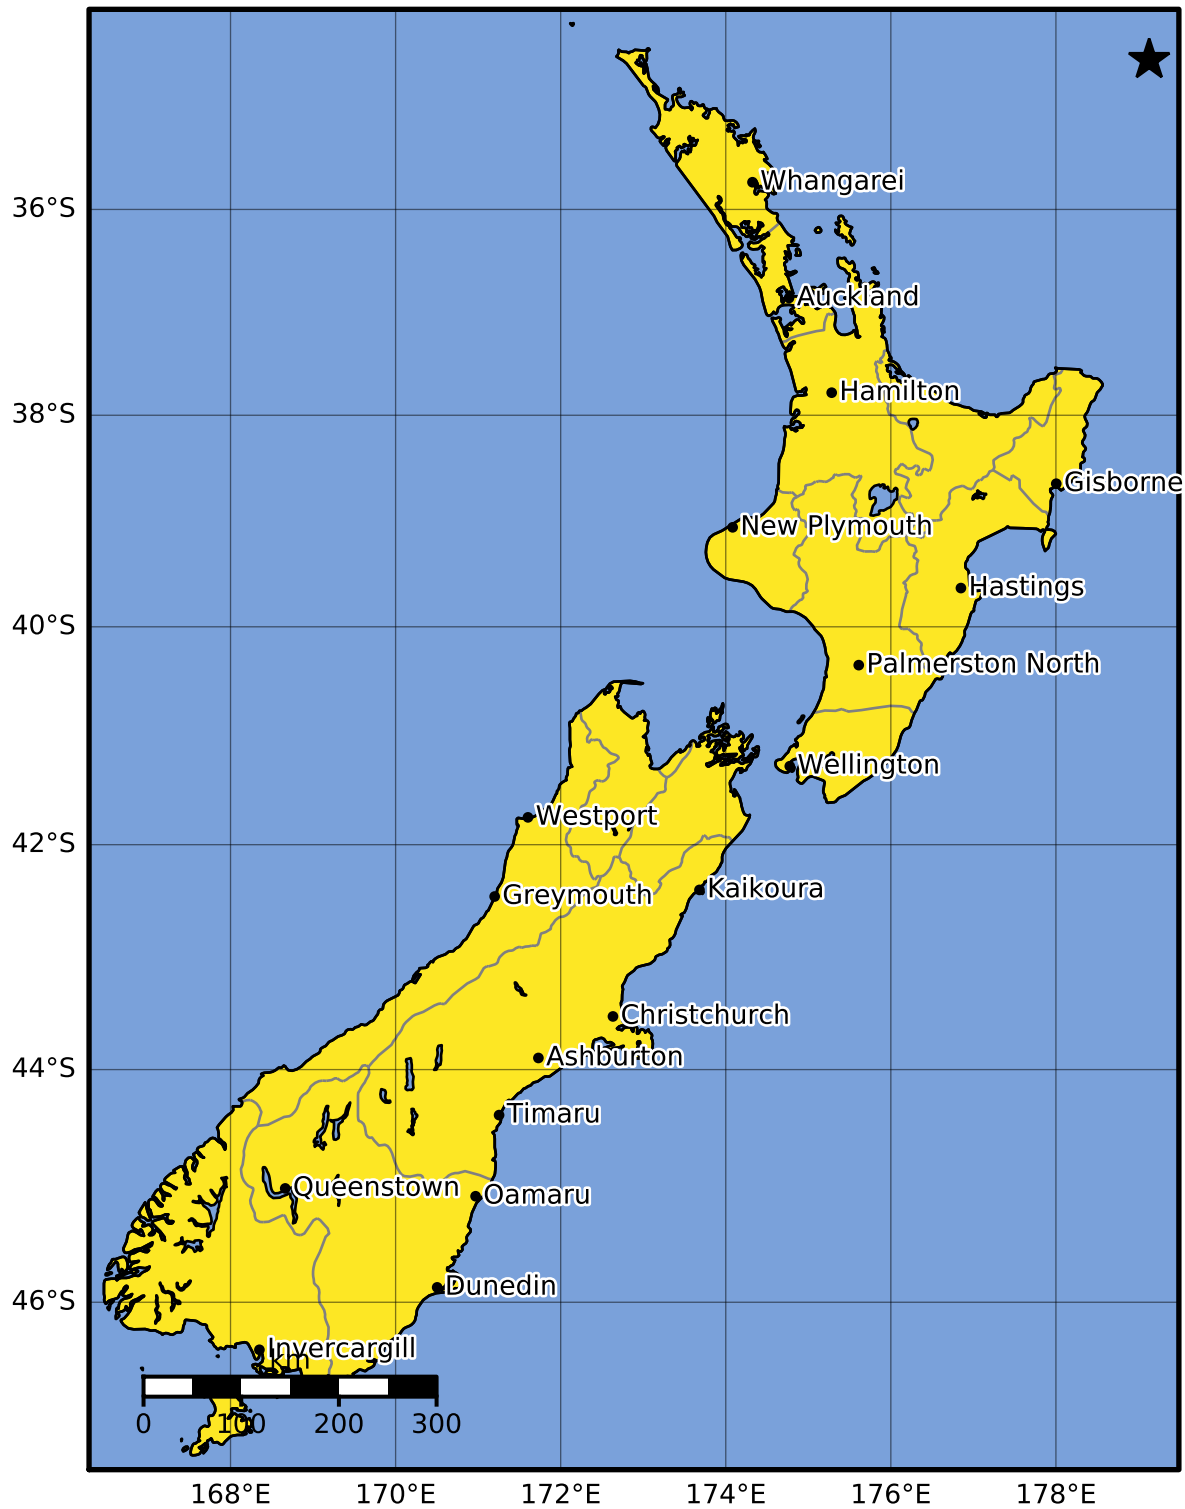 Whangarei
36°S
Auckland
Hamilton
38°S
Gisborne
New Plymouth
Hastings
40°S
Palmerston North
Wellington
Westport
42°S
Kaikoura
Greymouth
Christchurch
Ashburton
44°S
Timaru
Queenstown
Oamaru
Dunedin
46°S
Invercargill
km
0 100 200 300
168°E 170°E 172°E 174°E 176°E 178°E